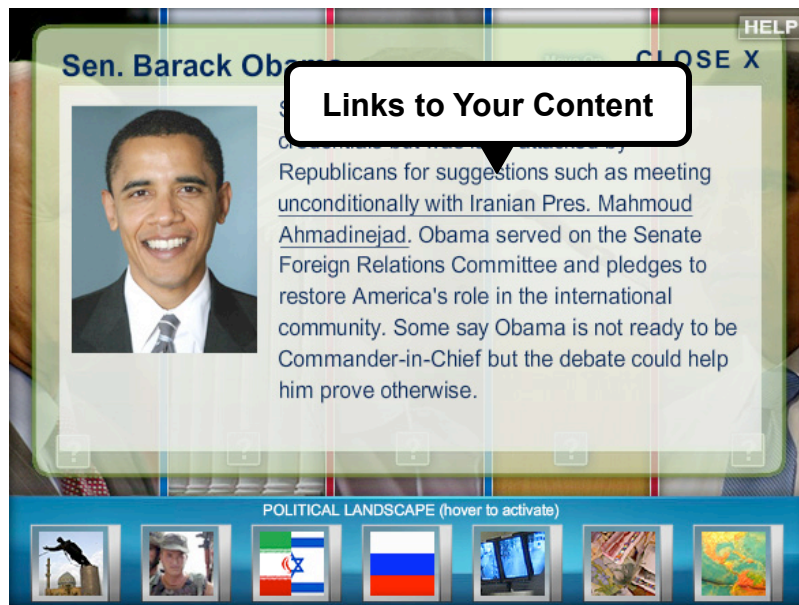 HELP
Sen. Barack Ob
CLOSE X
Links to Your Content
Republicans for suggestions such as meeting
unconditionally with Iranian Pres. Mahmoud
Ahmadinejad. Obama served on the Senate
Foreign Relations Committee and pledges to
restore America's role in the international
community. Some say Obama is not ready to be
Commander-in-Chief but the debate could help
him prove otherwise.
? ? ? ? ?
POLITICAL LANDSCAPE (hover to activate)